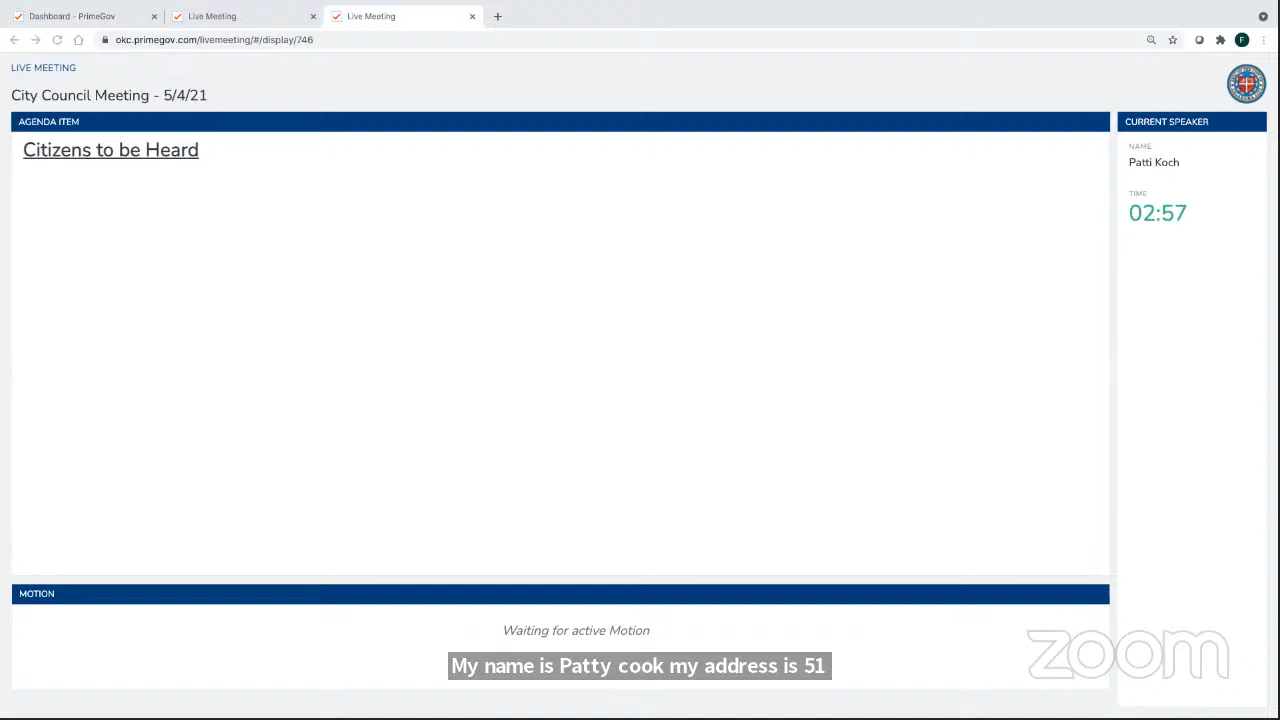 Dashboard - PrimeGov
Live Meeting
Live Meeting
okc.primegov.com/livemeeting/#/display/746
F
LIVE MEETING
City Council Meeting - 5/4/21
AGENDA ITEM
Citizens to be Heard
CURRENT SPEAKER
NAME
Patti Koch
TIME
02:57
MOTION
Waiting for active Motion
My name is Patty cook my address is 51
zoom